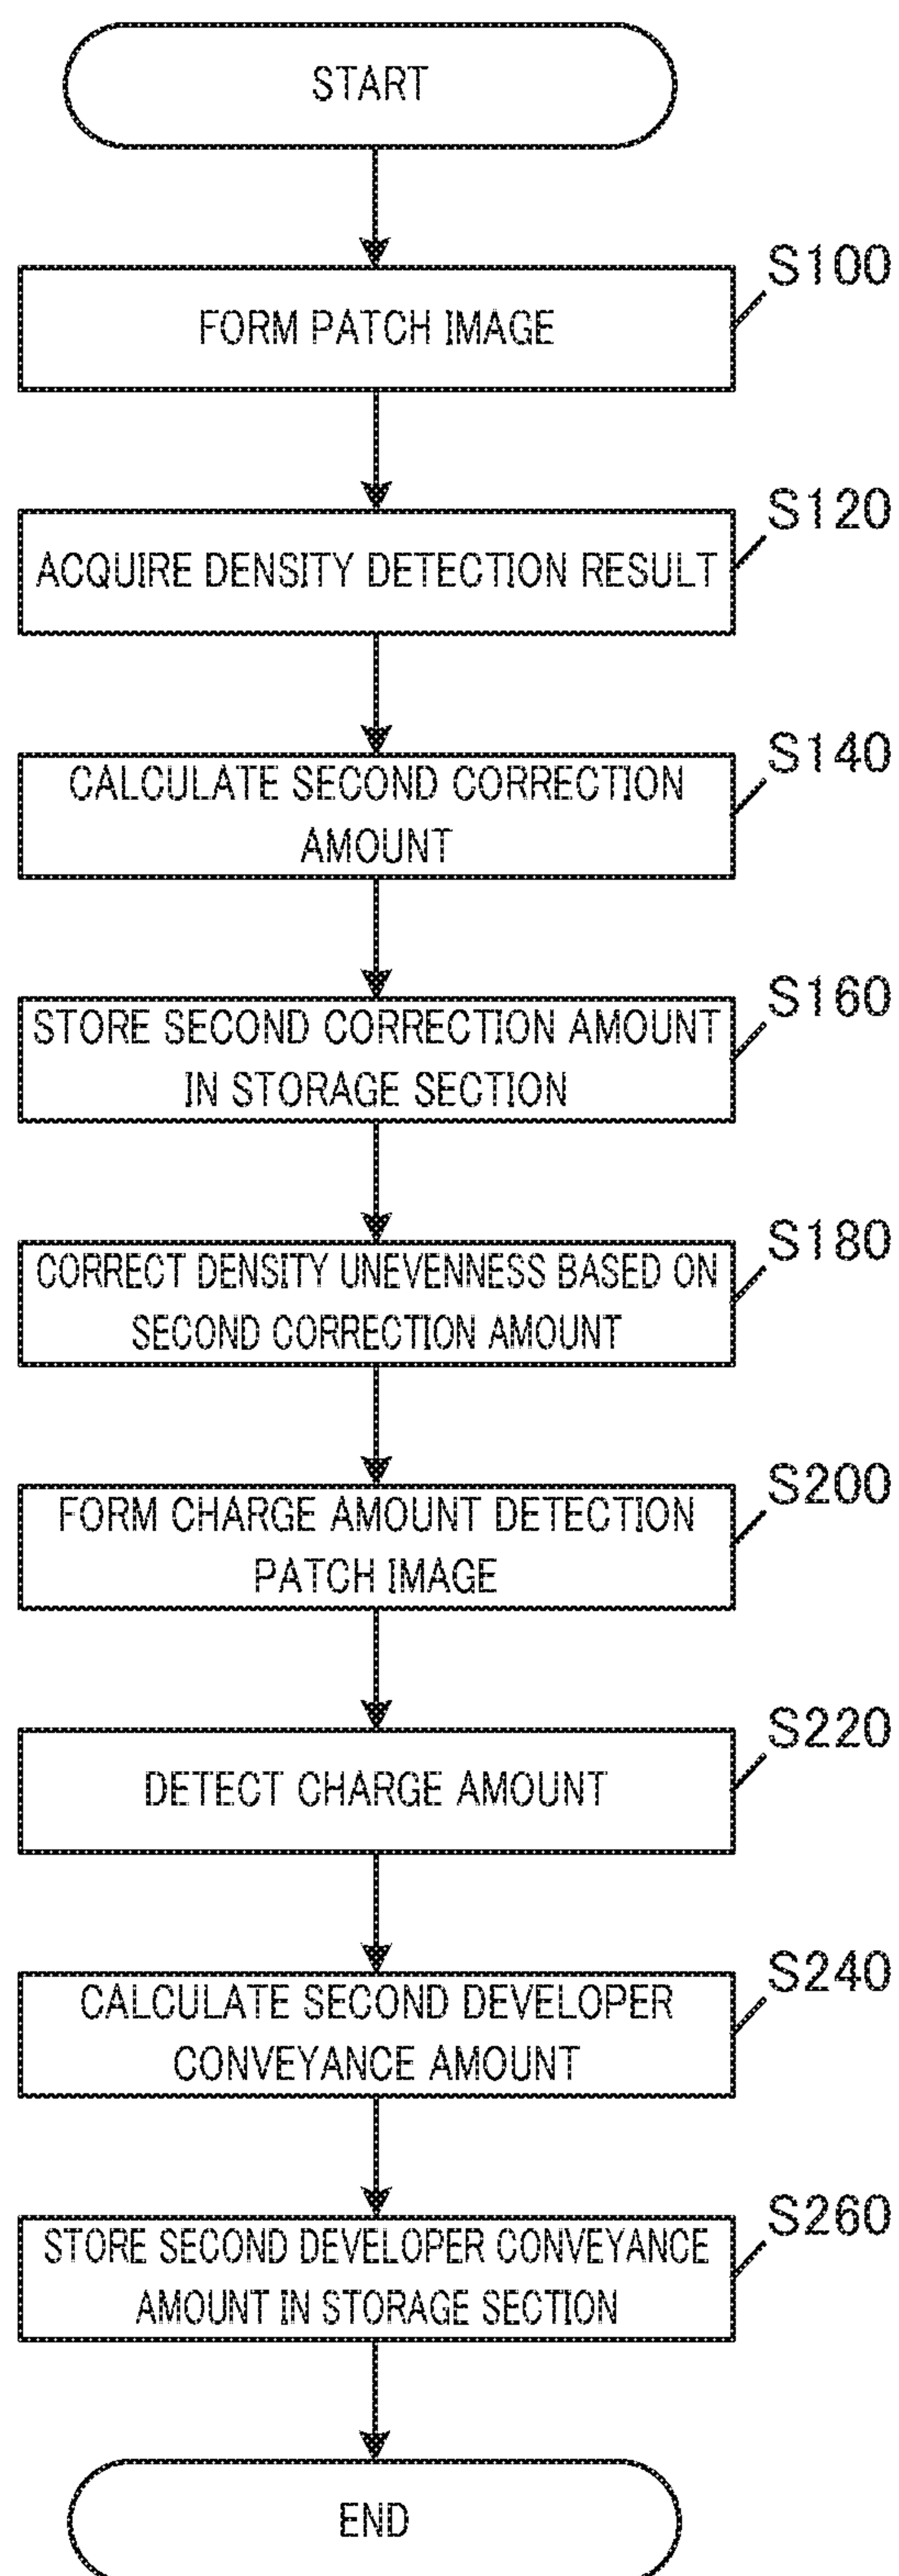 START
S100
FORM PATCH IMAGE
S120
ACQUIRE DENSITY DETECTION RESULT
S140
CALCULATE SECOND CORRECTION
AMOUNT
S160
STORE SECOND CORRECTION AMOUNT
IN STORAGE SECTION
S180
CORRECT DENSITY UNEVENNESS BASED ON
SECOND CORRECTION AMOUNT
S200
FORM CHARGE AMOUNT DETECTION
PATCH IMAGE
S220
DETECT CHARGE AMOUNT
S240
CALCULATE SECOND DEVELOPER
CONVEYANCE AMOUNT
S260
STORE SECOND DEVELOPER CONVEYANCE
AMOUNT IN STORAGE SECTION
END